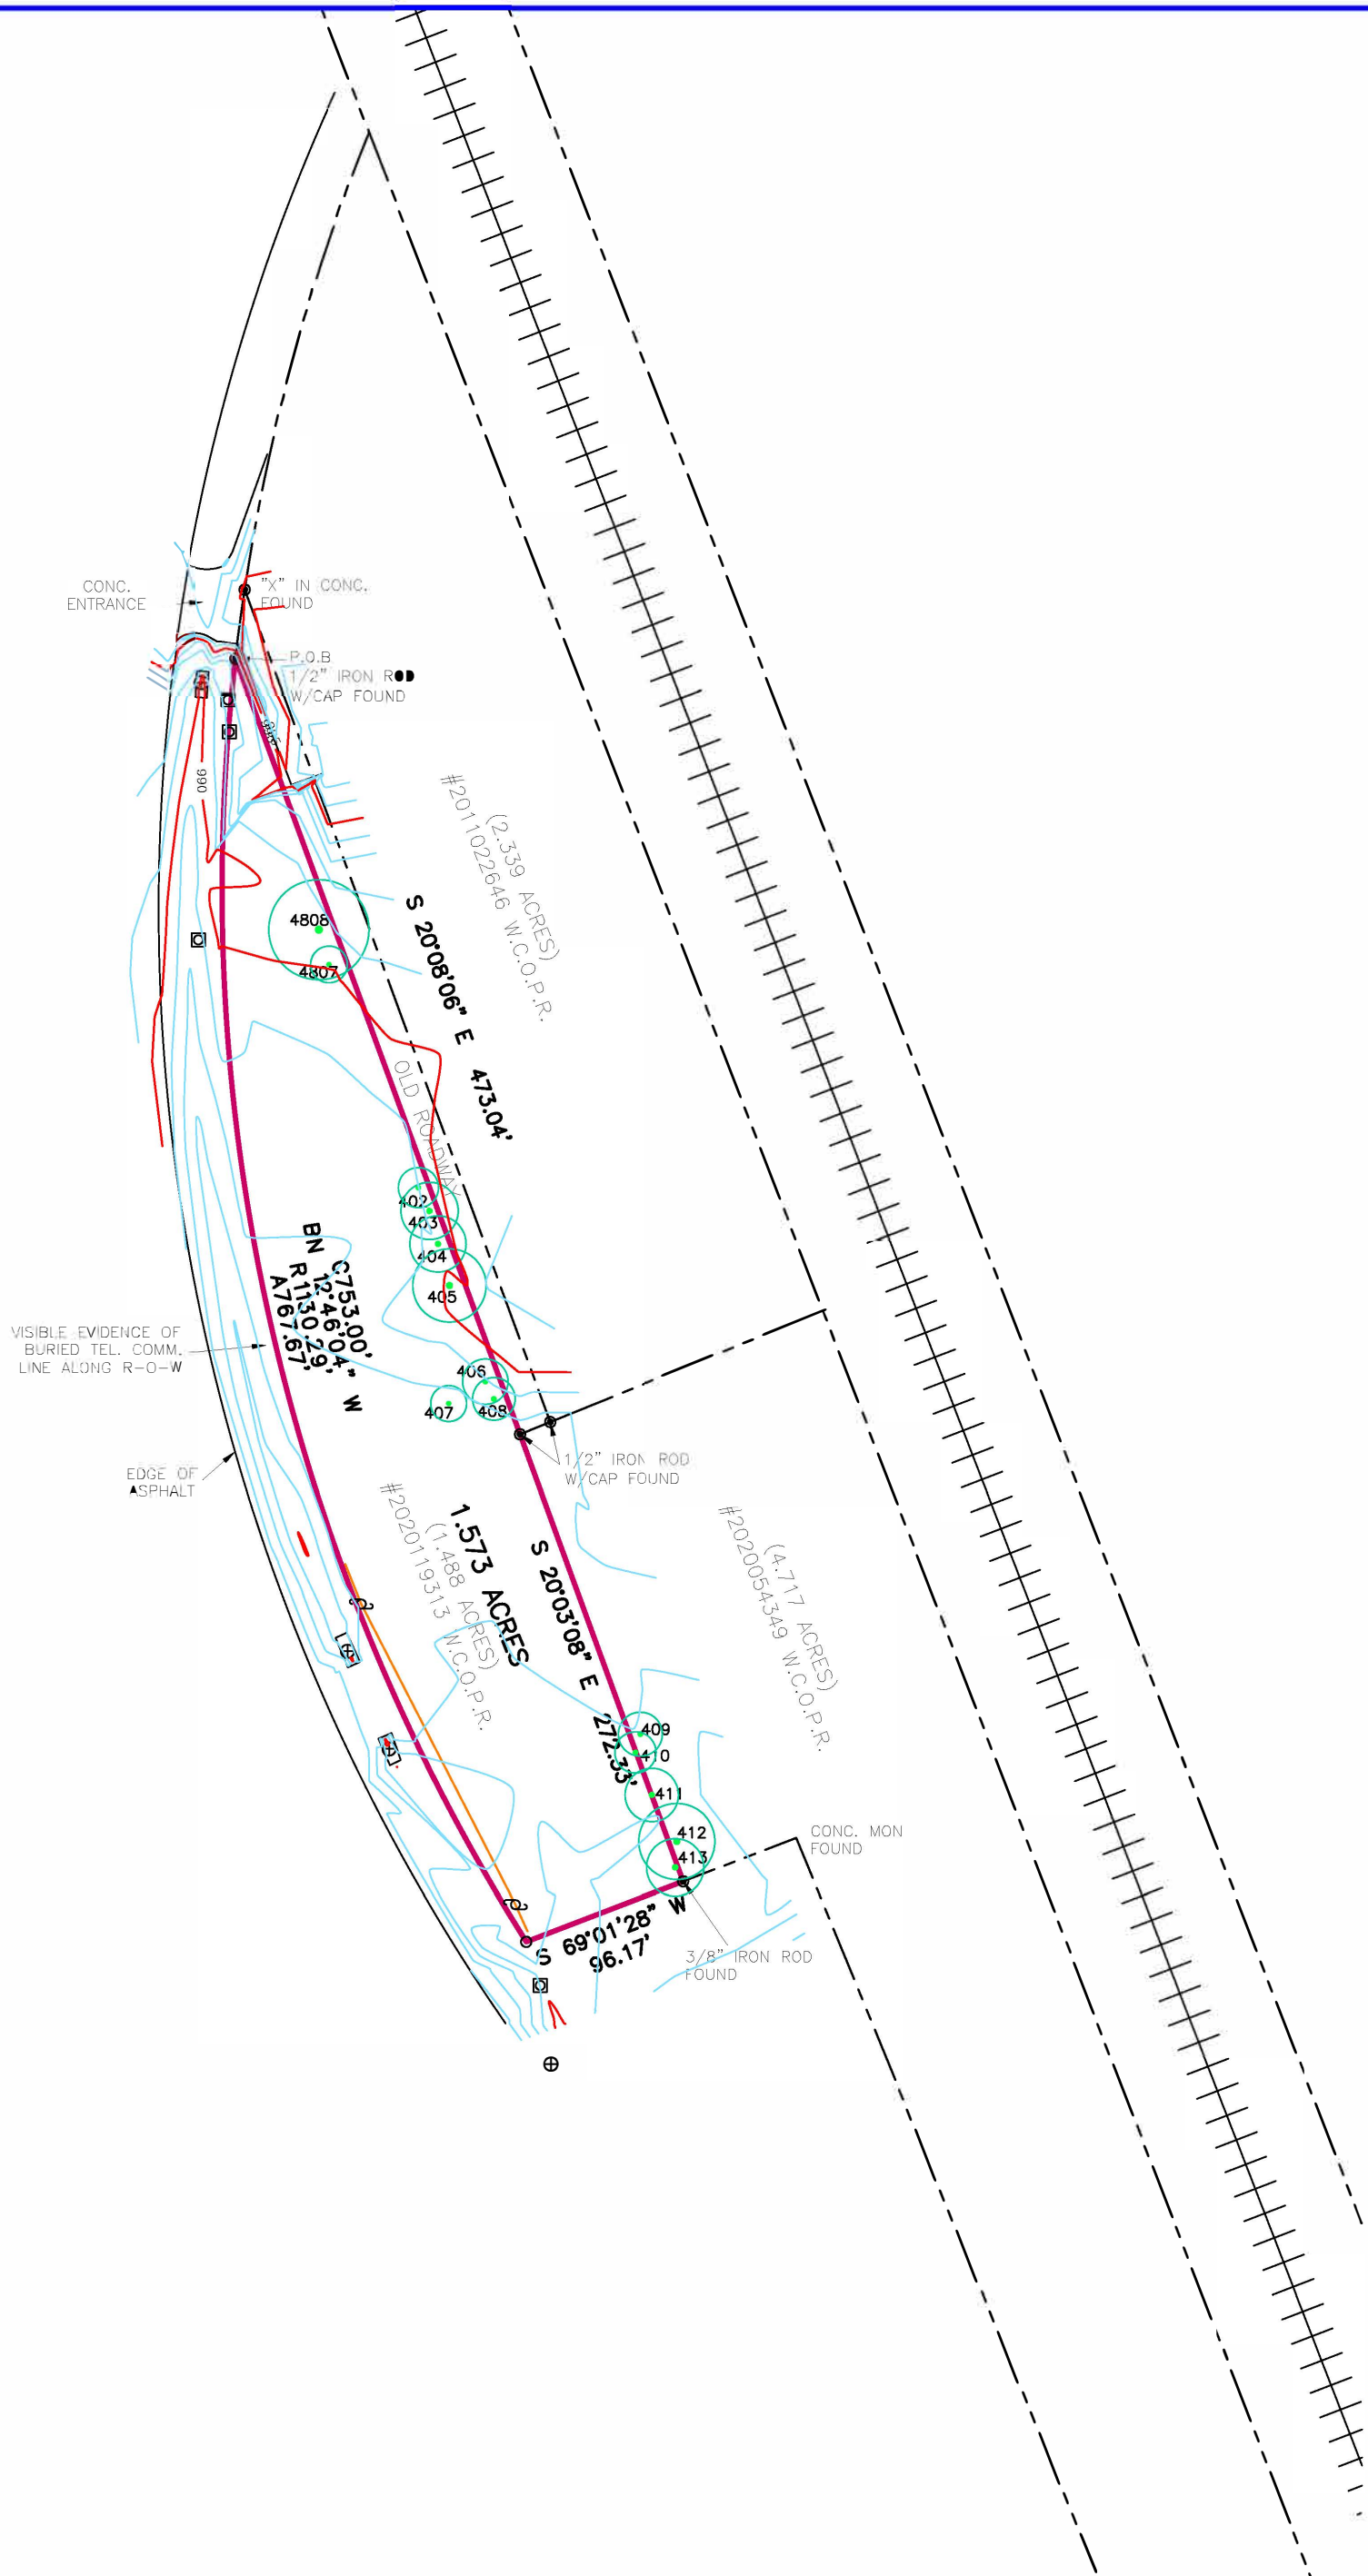 CONC.
ENTRANCE
"X" IN CONC.
FOUND
P.O.B
1/2" IRON ROD
W/CAP FOUND
990
(2.339 ACRES)
#2011022646 W.C.O.P.R.
4808
4807
S 20°08'06" E 473.04'
OLD ROADWAY
402
403
404
405
BN 12°46'04" W
C753.00'
R1130.29'
A767.67'
VISIBLE EVIDENCE OF
BURIED TEL. COMM.
LINE ALONG R-O-W
406
407
408
1/2" IRON ROD
W/CAP FOUND
EDGE OF
ASPHALT
1.573 ACRES
(1.488 ACRES)
#2020119313 W.C.O.P.R.
S 20°03'08" E 272.33'
(4.717 ACRES)
#2020054349 W.C.O.P.R.
409
410
411
412
413
CONC. MON
FOUND
S 69°01'28" W
96.17'
3/8" IRON ROD
FOUND